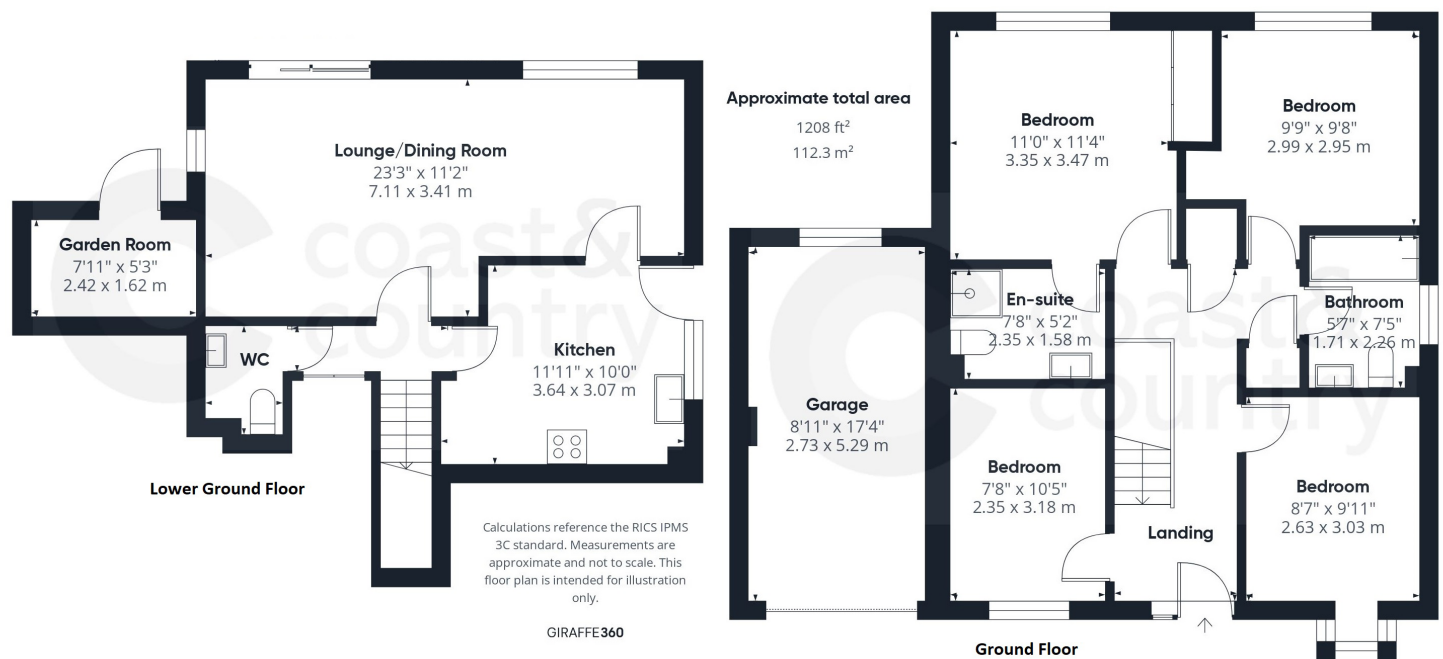 Lounge/Dining Room
23'3" x 11'2"
7.11 x 3.41 m
Garden Room
7'11" x 5'3"
2.42 x 1.62 m
WC
Kitchen
11'11" x 10'0"
3.64 x 3.07 m
Lower Ground Floor
Calculations reference the RICS IPMS
3C standard. Measurements are
approximate and not to scale. This
floor plan is intended for illustration
only.
GIRAFFE360
Approximate total area
1208 ft²
112.3 m²
Bedroom
11'0" x 11'4"
3.35 x 3.47 m
Bedroom
9'9" x 9'8"
2.99 x 2.95 m
En-suite
7'8" x 5'2"
2.35 x 1.58 m
Bathroom
5'7" x 7'5"
1.71 x 2.26 m
Garage
8'11" x 17'4"
2.73 x 5.29 m
Bedroom
7'8" x 10'5"
2.35 x 3.18 m
Bedroom
8'7" x 9'11"
2.63 x 3.03 m
Landing
Ground Floor
coast &
country
coast &
country